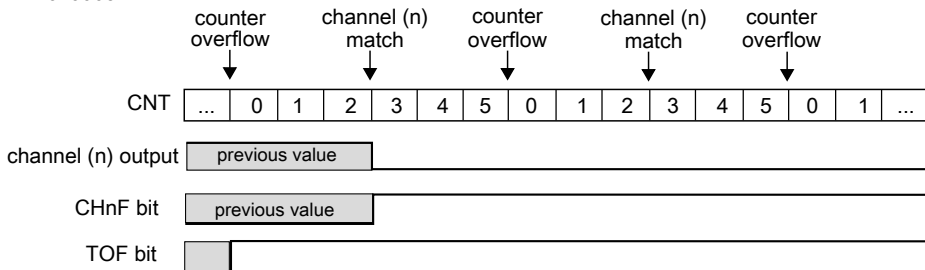 counter overflow
channel (n) match
counter overflow
channel (n) match
counter overflow
CNT ... 0 1 2 3 4 5 0 1 2 3 4 5 0 1 ...
channel (n) output previous value
CHnF bit previous value
TOF bit